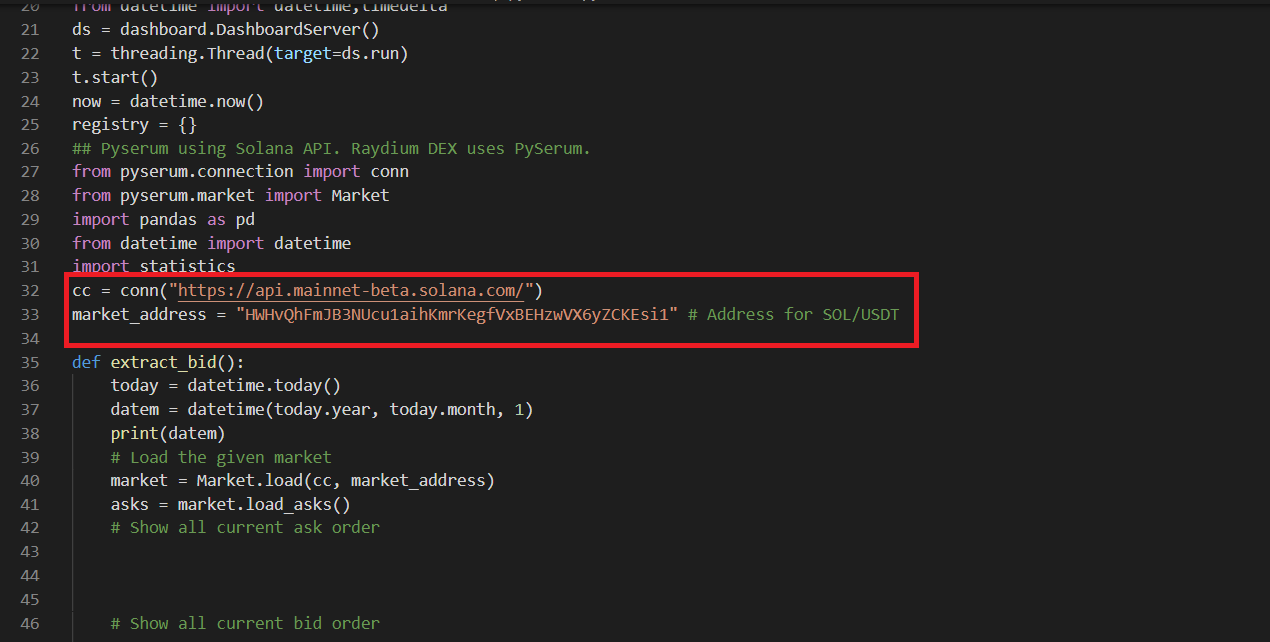 20 from datetime import datetime,timedelta
21 ds = dashboard.DashboardServer()
22 t = threading.Thread(target=ds.run)
23 t.start()
24 now = datetime.now()
25 registry = {}
26 ## Pyserum using Solana API. Raydium DEX uses PySerum.
27 from pyserum.connection import conn
28 from pyserum.market import Market
29 import pandas as pd
30 from datetime import datetime
31 import statistics
32 cc = conn("https://api.mainnet-beta.solana.com/")
33 market_address = "HWHvQhFmJB3NUcu1aihKmrKegfVxBEHzwVX6yZCKEsi1" # Address for SOL/USDT
34
35 def extract_bid():
36     today = datetime.today()
37     datem = datetime(today.year, today.month, 1)
38     print(datem)
39     # Load the given market
40     market = Market.load(cc, market_address)
41     asks = market.load_asks()
42     # Show all current ask order
43
44
45
46     # Show all current bid order